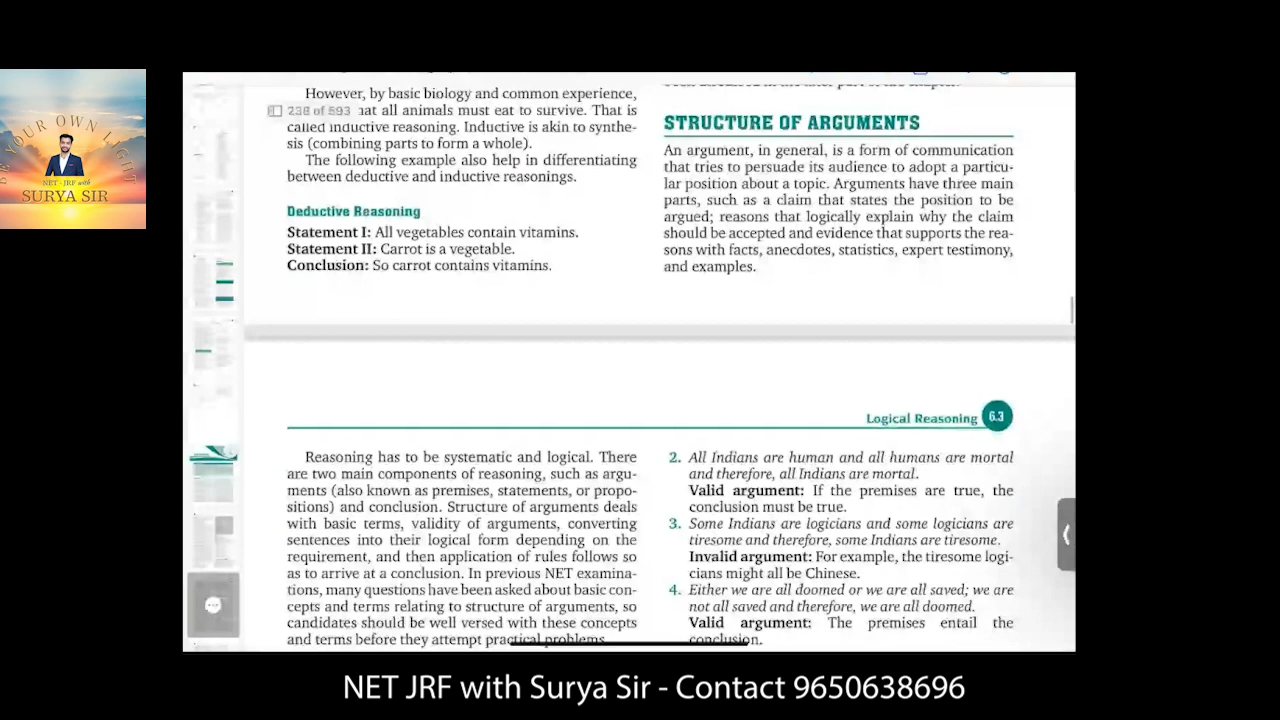 BE YOUR OWN LIGHT
NET - JRF with
SURYA SIR
However, by basic biology and common experience,
236 of 593 at all animals must eat to survive. That is
called inductive reasoning. Inductive is akin to synthe-
sis (combining parts to form a whole).
The following example also help in differentiating
between deductive and inductive reasonings.
Deductive Reasoning
Statement I: All vegetables contain vitamins.
Statement II: Carrot is a vegetable.
Conclusion: So carrot contains vitamins.
STRUCTURE OF ARGUMENTS
An argument, in general, is a form of communication
that tries to persuade its audience to adopt a particu-
lar position about a topic. Arguments have three main
parts, such as a claim that states the position to be
argued; reasons that logically explain why the claim
should be accepted and evidence that supports the rea-
sons with facts, anecdotes, statistics, expert testimony,
and examples.
Logical Reasoning 6.3
Reasoning has to be systematic and logical. There
are two main components of reasoning, such as argu-
ments (also known as premises, statements, or propo-
sitions) and conclusion. Structure of arguments deals
with basic terms, validity of arguments, converting
sentences into their logical form depending on the
requirement, and then application of rules follows so
as to arrive at a conclusion. In previous NET examina-
tions, many questions have been asked about basic con-
cepts and terms relating to structure of arguments, so
candidates should be well versed with these concepts
and terms before they attempt practical problems.
2. All Indians are human and all humans are mortal
and therefore, all Indians are mortal.
Valid argument: If the premises are true, the
conclusion must be true.
3. Some Indians are logicians and some logicians are
tiresome and therefore, some Indians are tiresome.
Invalid argument: For example, the tiresome logi-
cians might all be Chinese.
4. Either we are all doomed or we are all saved; we are
not all saved and therefore, we are all doomed.
Valid argument: The premises entail the
conclusion.
NET JRF with Surya Sir - Contact 9650638696